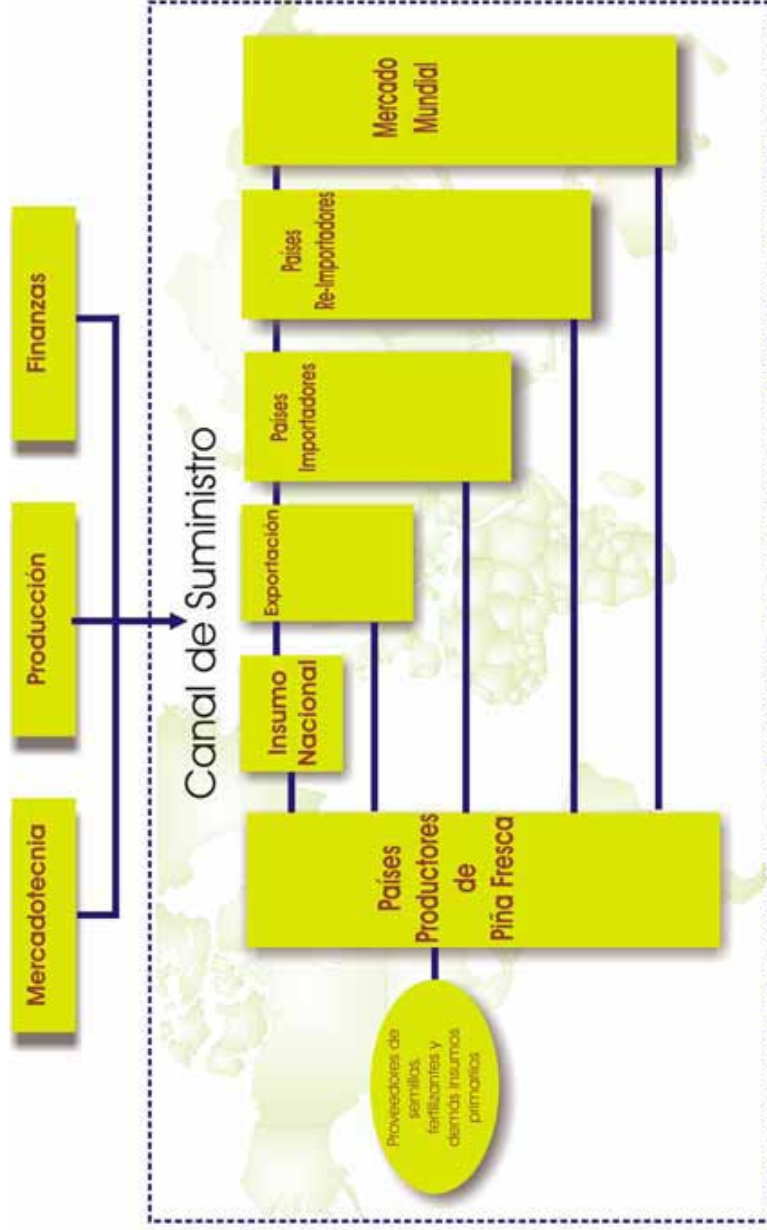 Mercadotecnia
Producción
Finanzas
Canal de Suministro
Proveedores de
semillas,
fertilizantes y
demás insumos
primarios
Países
Productores
de
Piña Fresca
Insumo
Nacional
Exportación
Países
Importadores
Países
Re-Importadores
Mercado
Mundial